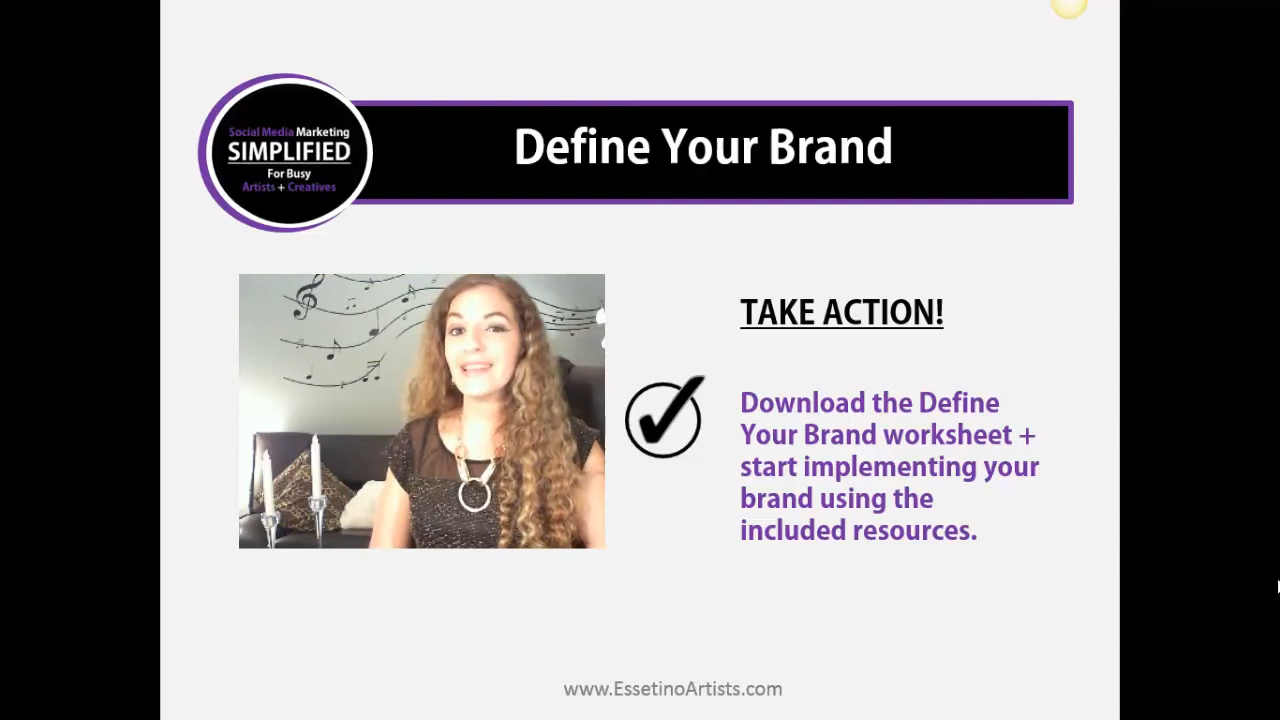 Social Media Marketing
SIMPLIFIED
For Busy
Artists + Creatives
Define Your Brand
TAKE ACTION!
Download the Define
Your Brand worksheet +
start implementing your
brand using the
included resources.
www.EssetinoArtists.com